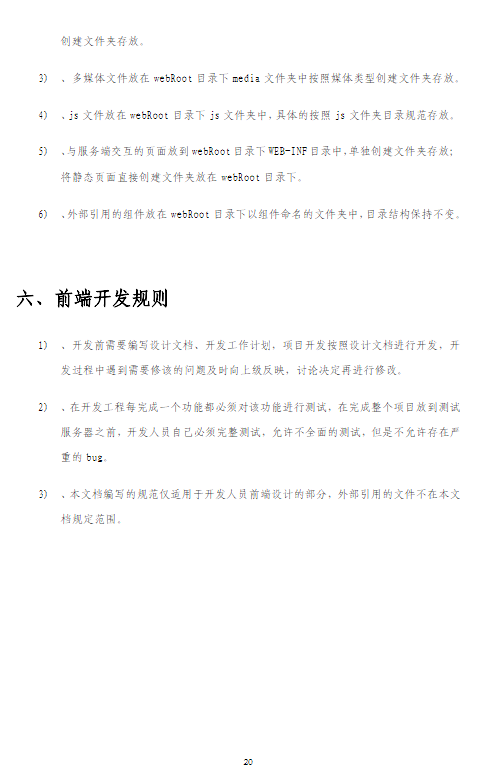 创建文件夹存放。
3) 、多媒体文件放在 webRoot 目录下 media 文件夹中按照媒体类型创建文件夹存放。
4) 、js 文件放在 webRoot 目录下 js 文件夹中，具体的按照 js 文件夹目录规范存放。
5) 、与服务端交互的页面放到 webRoot 目录下 WEB-INF 目录中，单独创建文件夹存放；
将静态页面直接创建文件夹放在 webRoot 目录下。
6) 、外部引用的组件放在 webRoot 目录下以组件命名的文件夹中，目录结构保持不变。
六、前端开发规则
1) 、开发前需要编写设计文档、开发工作计划，项目开发按照设计文档进行开发，开
发过程中遇到需要修该的问题及时向上级反映，讨论决定再进行修改。
2) 、在开发工程每完成一个功能都必须对该功能进行测试，在完成整个项目放到测试
服务器之前，开发人员自己必须完整测试，允许不全面的测试，但是不允许存在严
重的 bug。
3) 、本文档编写的规范仅适用于开发人员前端设计的部分，外部引用的文件不在本文
档规定范围。
20